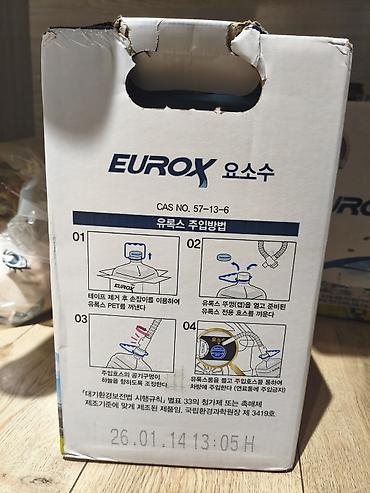 EUROX 요소수
CAS NO. 57-13-6
유록스 주입방법
01
EUROX
테이프 제거 후 손잡이를 이용하여
유록스 PET를 꺼낸다
02
유록스 뚜껑(캡)을 열고 준비된
유록스 전용 호스를 끼운다
03
주입호스의 공기구멍이
하늘을 향하도록 조정한다
04
요소수
유록스통을 들고 주입호스를 통하여
차량에 주입한다 (연료통에 주입금지)
「대기환경보전법 시행규칙」 별표 33의 첨가제 또는 촉매제
제조기준에 맞게 제조된 제품임. 국립환경과학원장 제 3419호
26.01.14 13:05 H